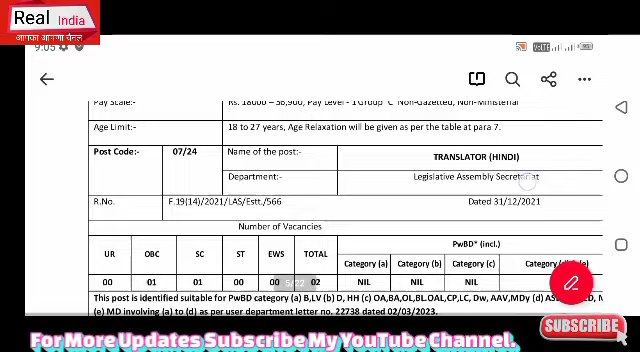 Real India
आपका अपना चैनल
9:05
Pay Scale:- Rs. 18000 – 56,900, Pay Level – 1 Group 'C' Non-Gazetted, Non-Ministerial
Age Limit:- 18 to 27 years, Age Relaxation will be given as per the table at para 7.
Post Code:- 07/24 Name of the post: TRANSLATOR (HINDI)
Department:- Legislative Assembly Secretariat
R.No. F.19(14)/2021/LAS/Estt./566 Dated 31/12/2021
Number of Vacancies
UR OBC SC ST EWS TOTAL PwBD* (incl.)
Category (a) Category (b) Category (c) Category
00 01 01 00 00 02 NIL NIL NIL
5/22
This post is identified suitable for PwBD category (a) B,LV (b) D, HH (c) OA,BA,OL,BL,OAL,CP,LC, Dw, AAV,MDy (d)
(e) MD involving (a) to (d) as per user department letter no. 22738 dated 02/03/2023.
For More Updates Subscribe My YouTube Channel.
SUBSCRIBE